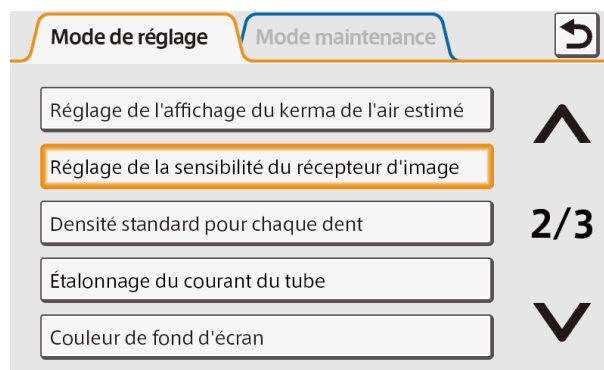 Mode de réglage
Mode maintenance
Réglage de l'affichage du kerma de l'air estimé
Réglage de la sensibilité du récepteur d'image
Densité standard pour chaque dent
2/3
Étalonnage du courant du tube
Couleur de fond d'écran